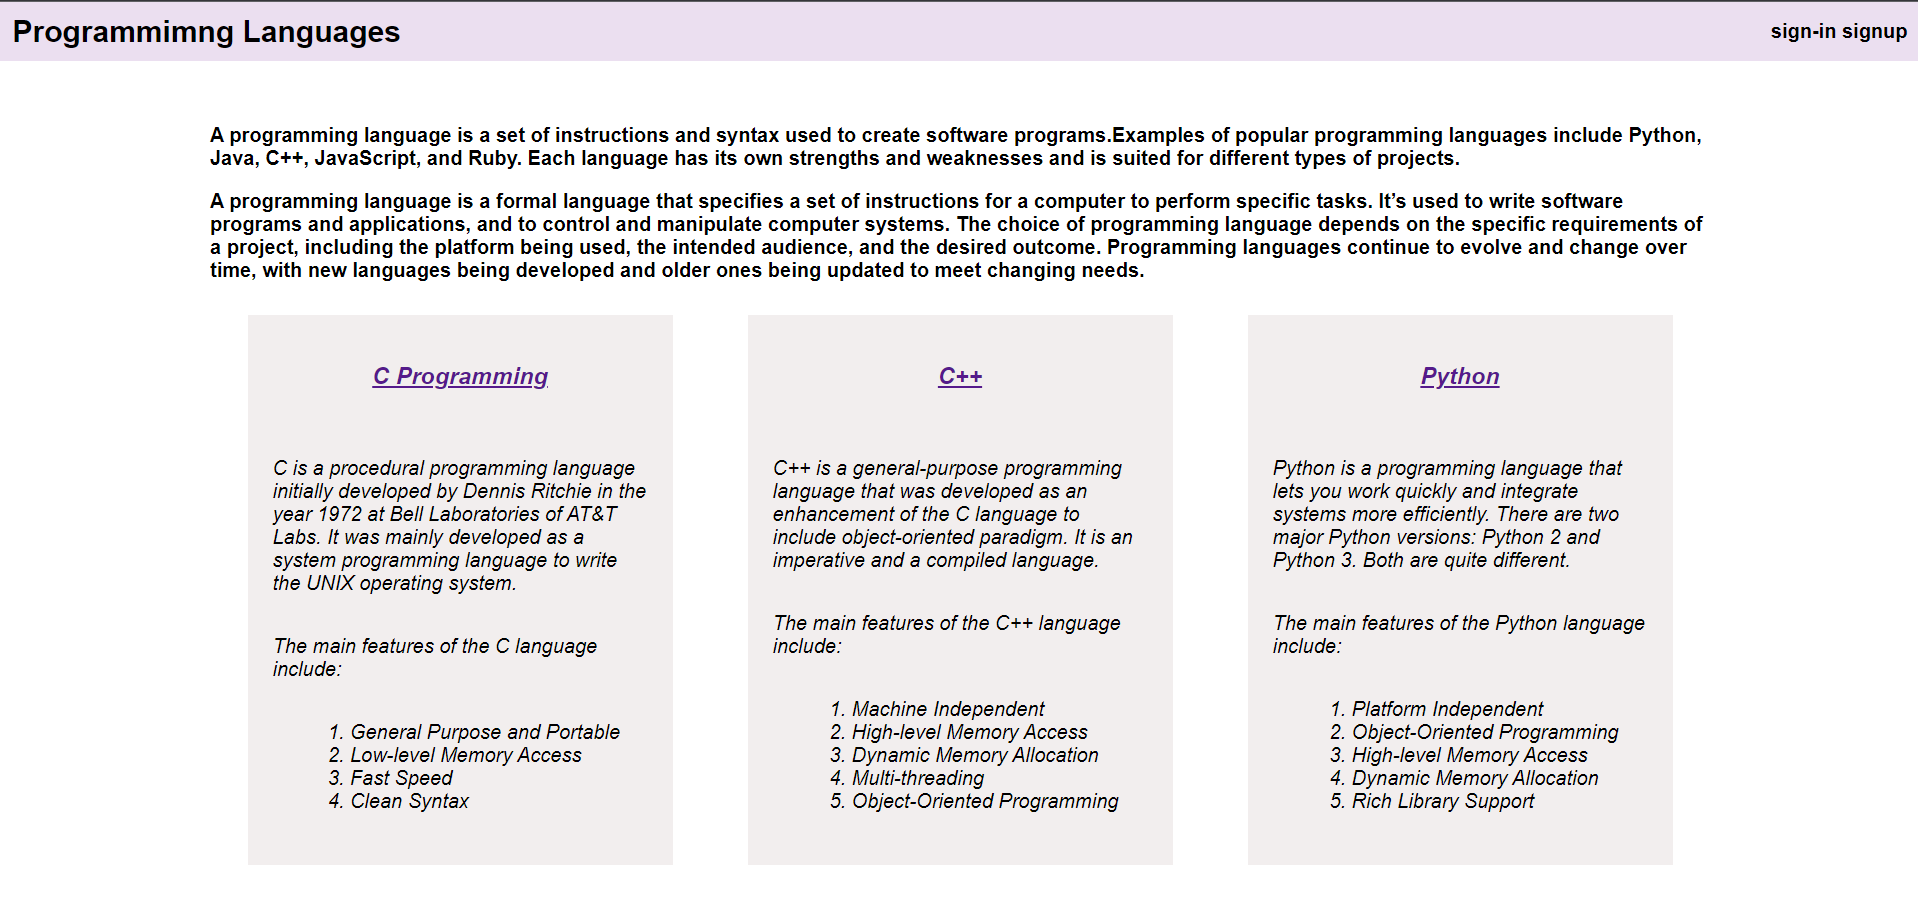 Programmimng Languages
sign-in signup
A programming language is a set of instructions and syntax used to create software programs.Examples of popular programming languages include Python,
Java, C++, JavaScript, and Ruby. Each language has its own strengths and weaknesses and is suited for different types of projects.
A programming language is a formal language that specifies a set of instructions for a computer to perform specific tasks. It’s used to write software
programs and applications, and to control and manipulate computer systems. The choice of programming language depends on the specific requirements of
a project, including the platform being used, the intended audience, and the desired outcome. Programming languages continue to evolve and change over
time, with new languages being developed and older ones being updated to meet changing needs.
C Programming
C is a procedural programming language
initially developed by Dennis Ritchie in the
year 1972 at Bell Laboratories of AT&T
Labs. It was mainly developed as a
system programming language to write
the UNIX operating system.
The main features of the C language
include:
1. General Purpose and Portable
2. Low-level Memory Access
3. Fast Speed
4. Clean Syntax
C++
C++ is a general-purpose programming
language that was developed as an
enhancement of the C language to
include object-oriented paradigm. It is an
imperative and a compiled language.
The main features of the C++ language
include:
1. Machine Independent
2. High-level Memory Access
3. Dynamic Memory Allocation
4. Multi-threading
5. Object-Oriented Programming
Python
Python is a programming language that
lets you work quickly and integrate
systems more efficiently. There are two
major Python versions: Python 2 and
Python 3. Both are quite different.
The main features of the Python language
include:
1. Platform Independent
2. Object-Oriented Programming
3. High-level Memory Access
4. Dynamic Memory Allocation
5. Rich Library Support